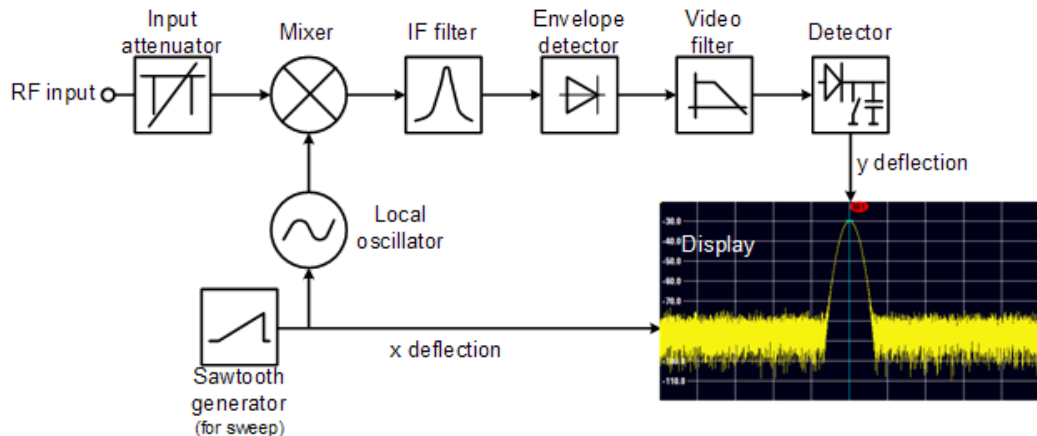 Input
attenuator
Mixer
IF filter
Envelope
detector
Video
filter
Detector
RF input
y deflection
Local
oscillator
Display
-30.0
-40.0
-50.0
-60.0
-70.0
-110.0
x deflection
Sawtooth
generator
(for sweep)